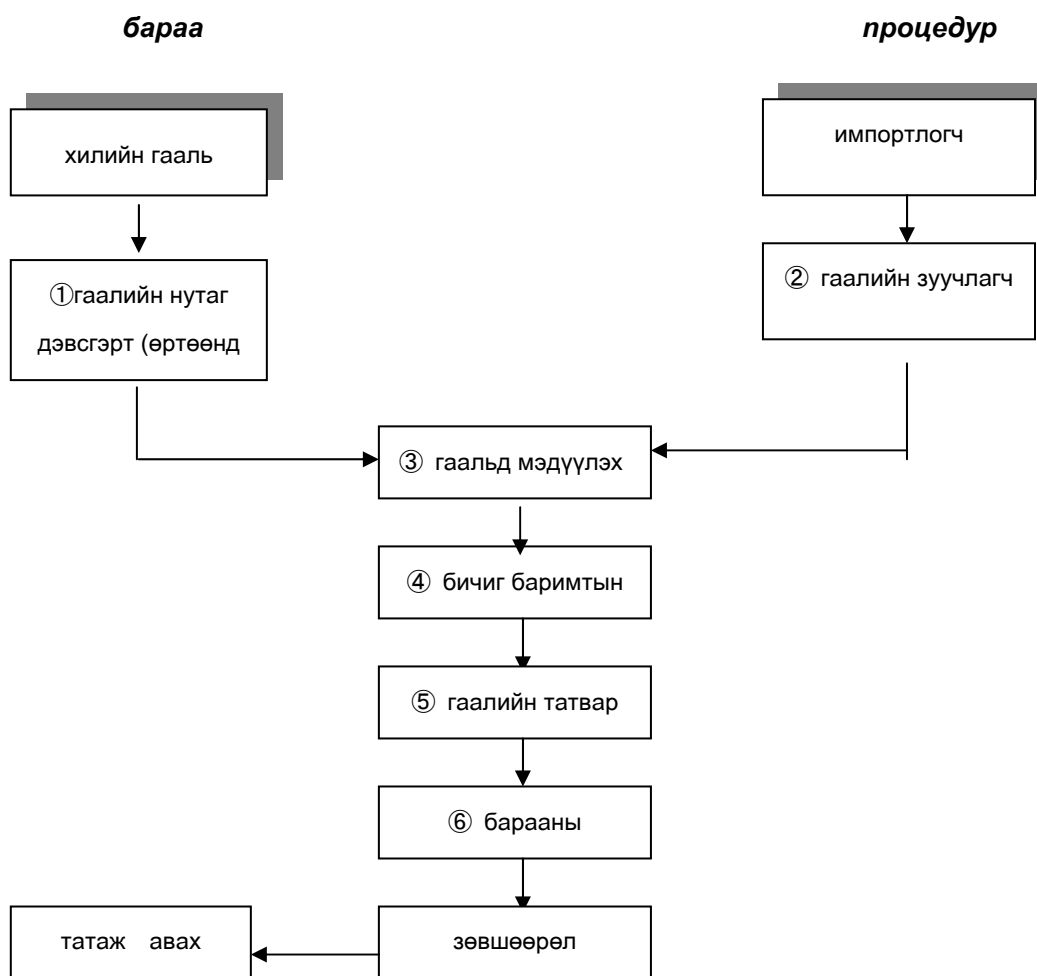 бараа
процедур
хилийн гааль
импортлогч
①гаалийн нутаг
дэвсгэрт (өртөөнд
② гаалийн зуучлагч
③ гаальд мэдүүлэх
④ бичиг баримтын
⑤ гаалийн татвар
⑥ барааны
татаж авах
зөвшөөрөл